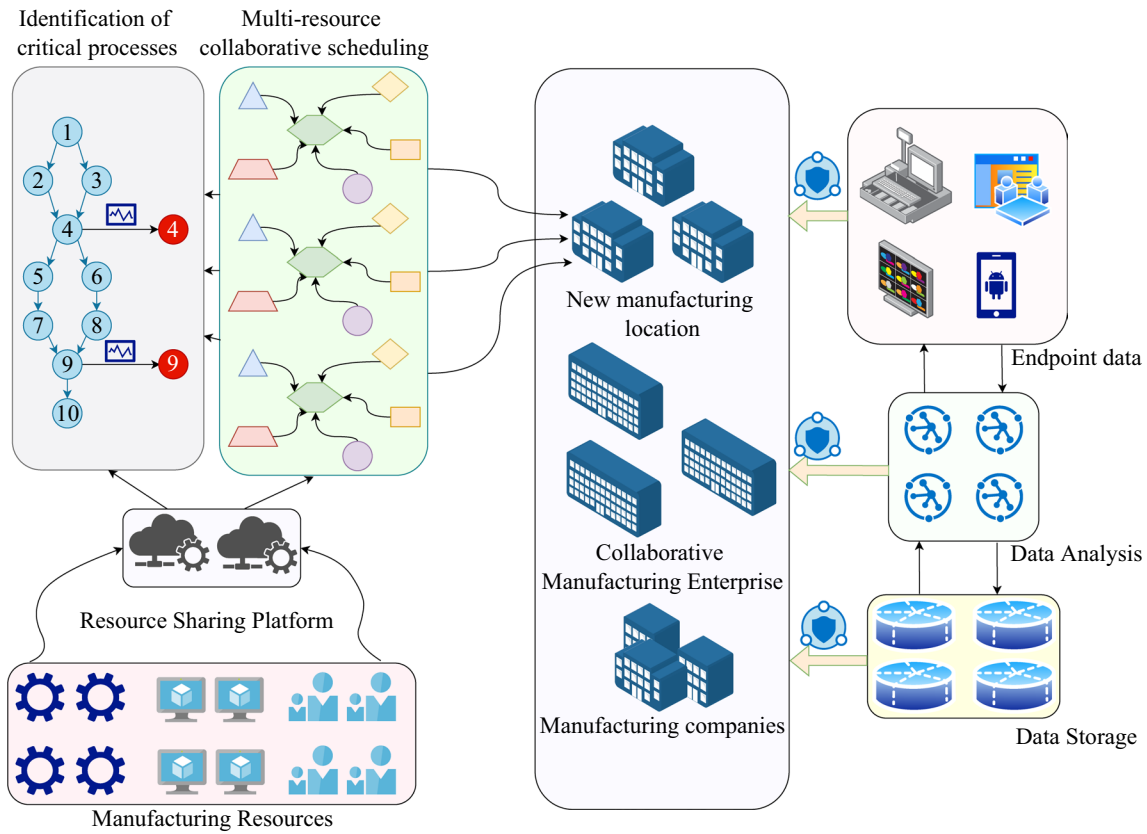 Identification of
critical processes
Multi-resource
collaborative scheduling
1
2
3
4
4
5
6
7
8
9
9
10
New manufacturing
location
Endpoint data
Collaborative
Manufacturing Enterprise
Data Analysis
Resource Sharing Platform
Manufacturing companies
Data Storage
Manufacturing Resources